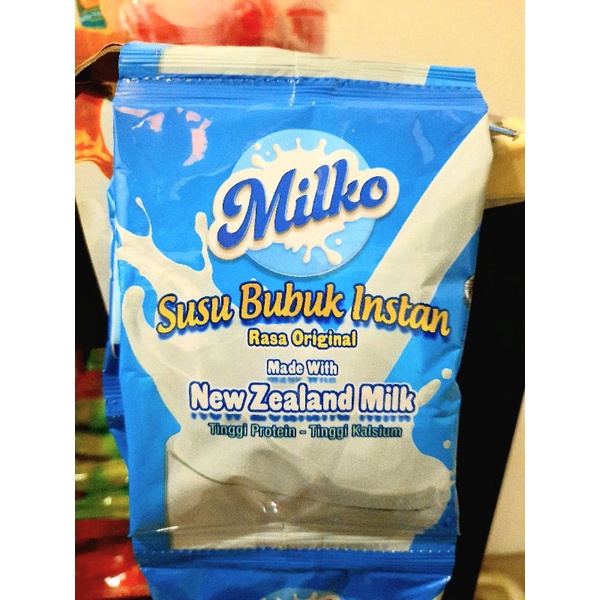 Milko
Susu Bubuk Instan
Rasa Original
Made With
New Zealand Milk
Tinggi Protein - Tinggi Kalsium